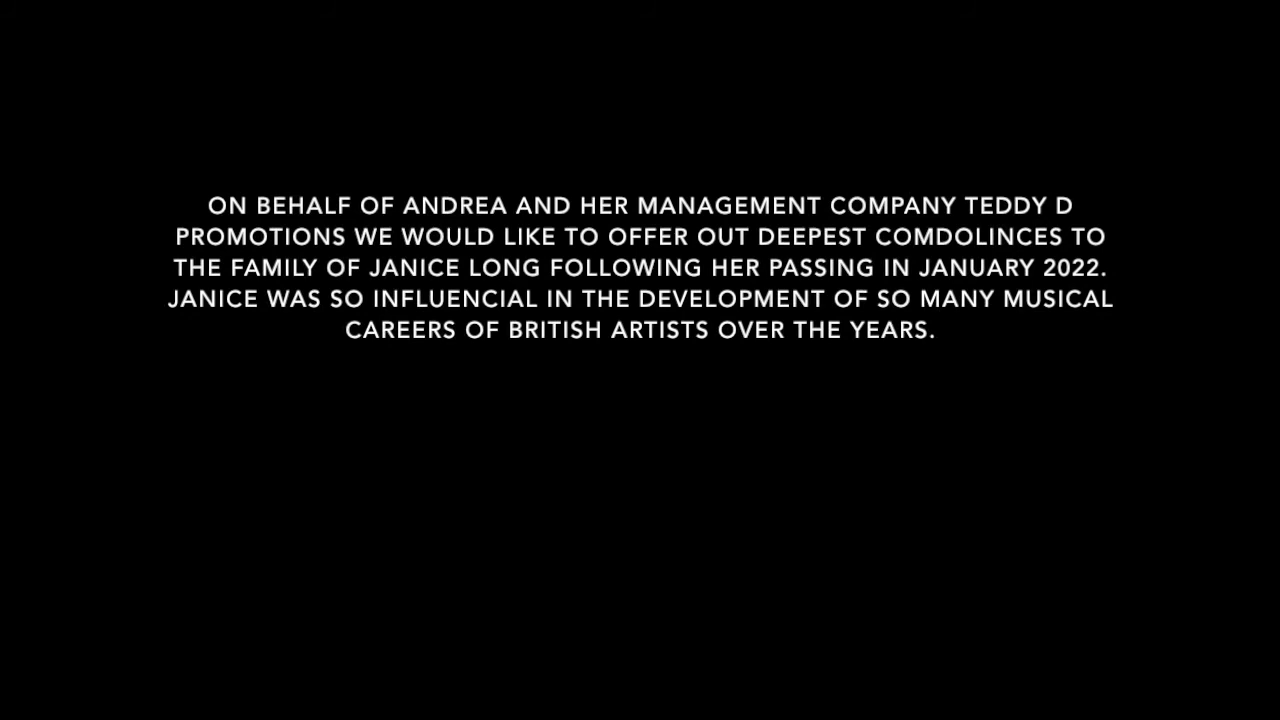 ON BEHALF OF ANDREA AND HER MANAGEMENT COMPANY TEDDY D
PROMOTIONS WE WOULD LIKE TO OFFER OUT DEEPEST COMDOLINCES TO
THE FAMILY OF JANICE LONG FOLLOWING HER PASSING IN JANUARY 2022.
JANICE WAS SO INFLUENCIAL IN THE DEVELOPMENT OF SO MANY MUSICAL
CAREERS OF BRITISH ARTISTS OVER THE YEARS.